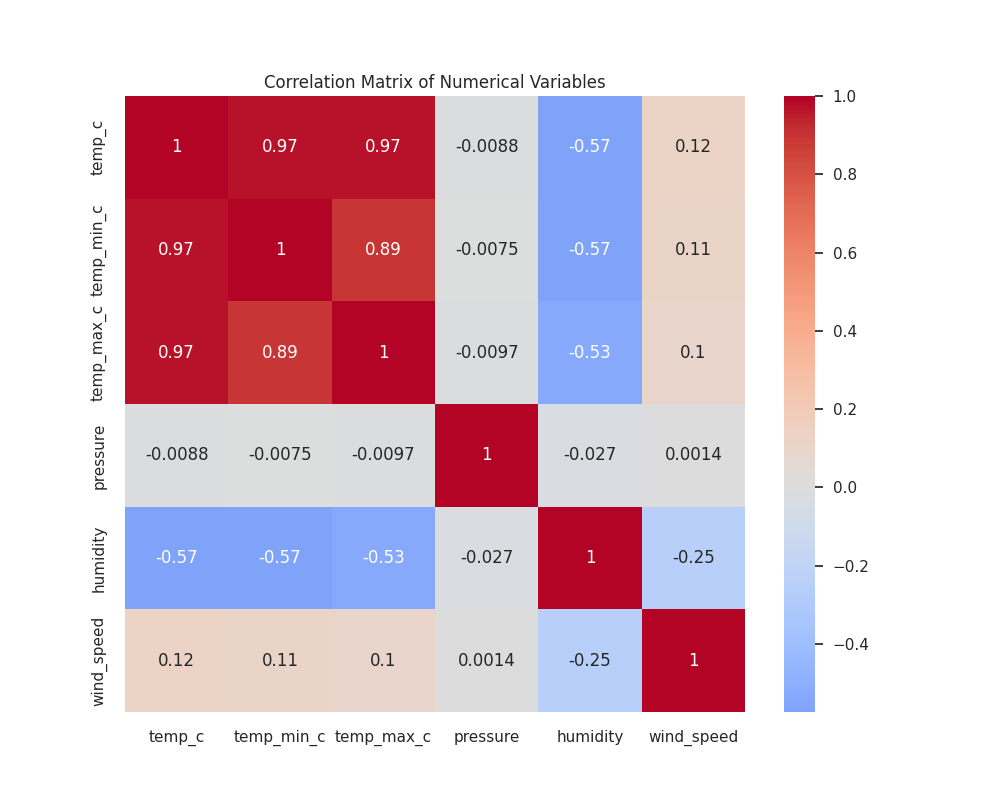 Correlation Matrix of Numerical Variables
temp_c 1 0.97 0.97 -0.0088 -0.57 0.12
temp_min_c 0.97 1 0.89 -0.0075 -0.57 0.11
temp_max_c 0.97 0.89 1 -0.0097 -0.53 0.1
pressure -0.0088 -0.0075 -0.0097 1 -0.027 0.0014
humidity -0.57 -0.57 -0.53 -0.027 1 -0.25
wind_speed 0.12 0.11 0.1 0.0014 -0.25 1
temp_c temp_min_c temp_max_c pressure humidity wind_speed
1.0
0.8
0.6
0.4
0.2
0.0
−0.2
−0.4